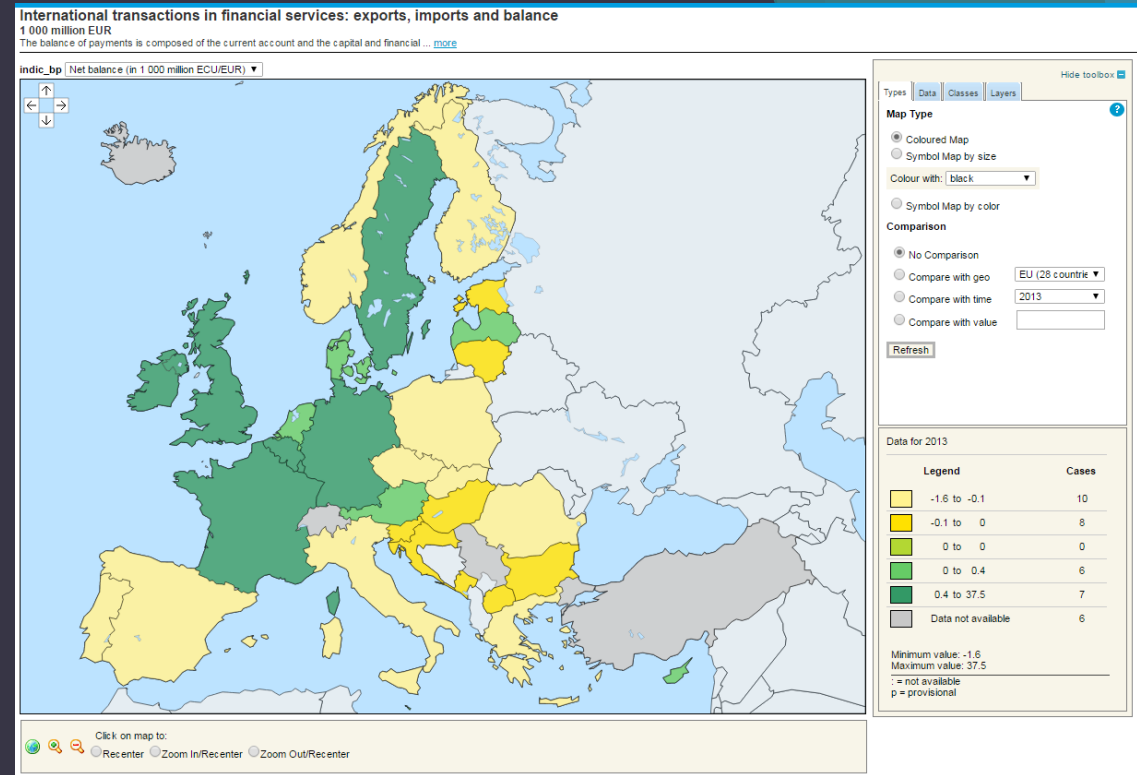 International transactions in financial services: exports, imports and balance
1 000 million EUR
The balance of payments is composed of the current account and the capital and financial ... more
indic_bp Net balance (in 1 000 million ECU/EUR)
Hide toolbox
Types Data Classes Layers
Map Type
?
Coloured Map
Symbol Map by size
Colour with: black
Symbol Map by color
Comparison
No Comparison
Compare with geo EU (28 countrie
Compare with time 2013
Compare with value
Refresh
Data for 2013
Legend Cases
-1.6 to -0.1 10
-0.1 to 0 8
0 to 0 0
0 to 0.4 6
0.4 to 37.5 7
Data not available 6
Minimum value: -1.6
Maximum value: 37.5
: = not available
p = provisional
Click on map to:
Recenter Zoom In/Recenter Zoom Out/Recenter